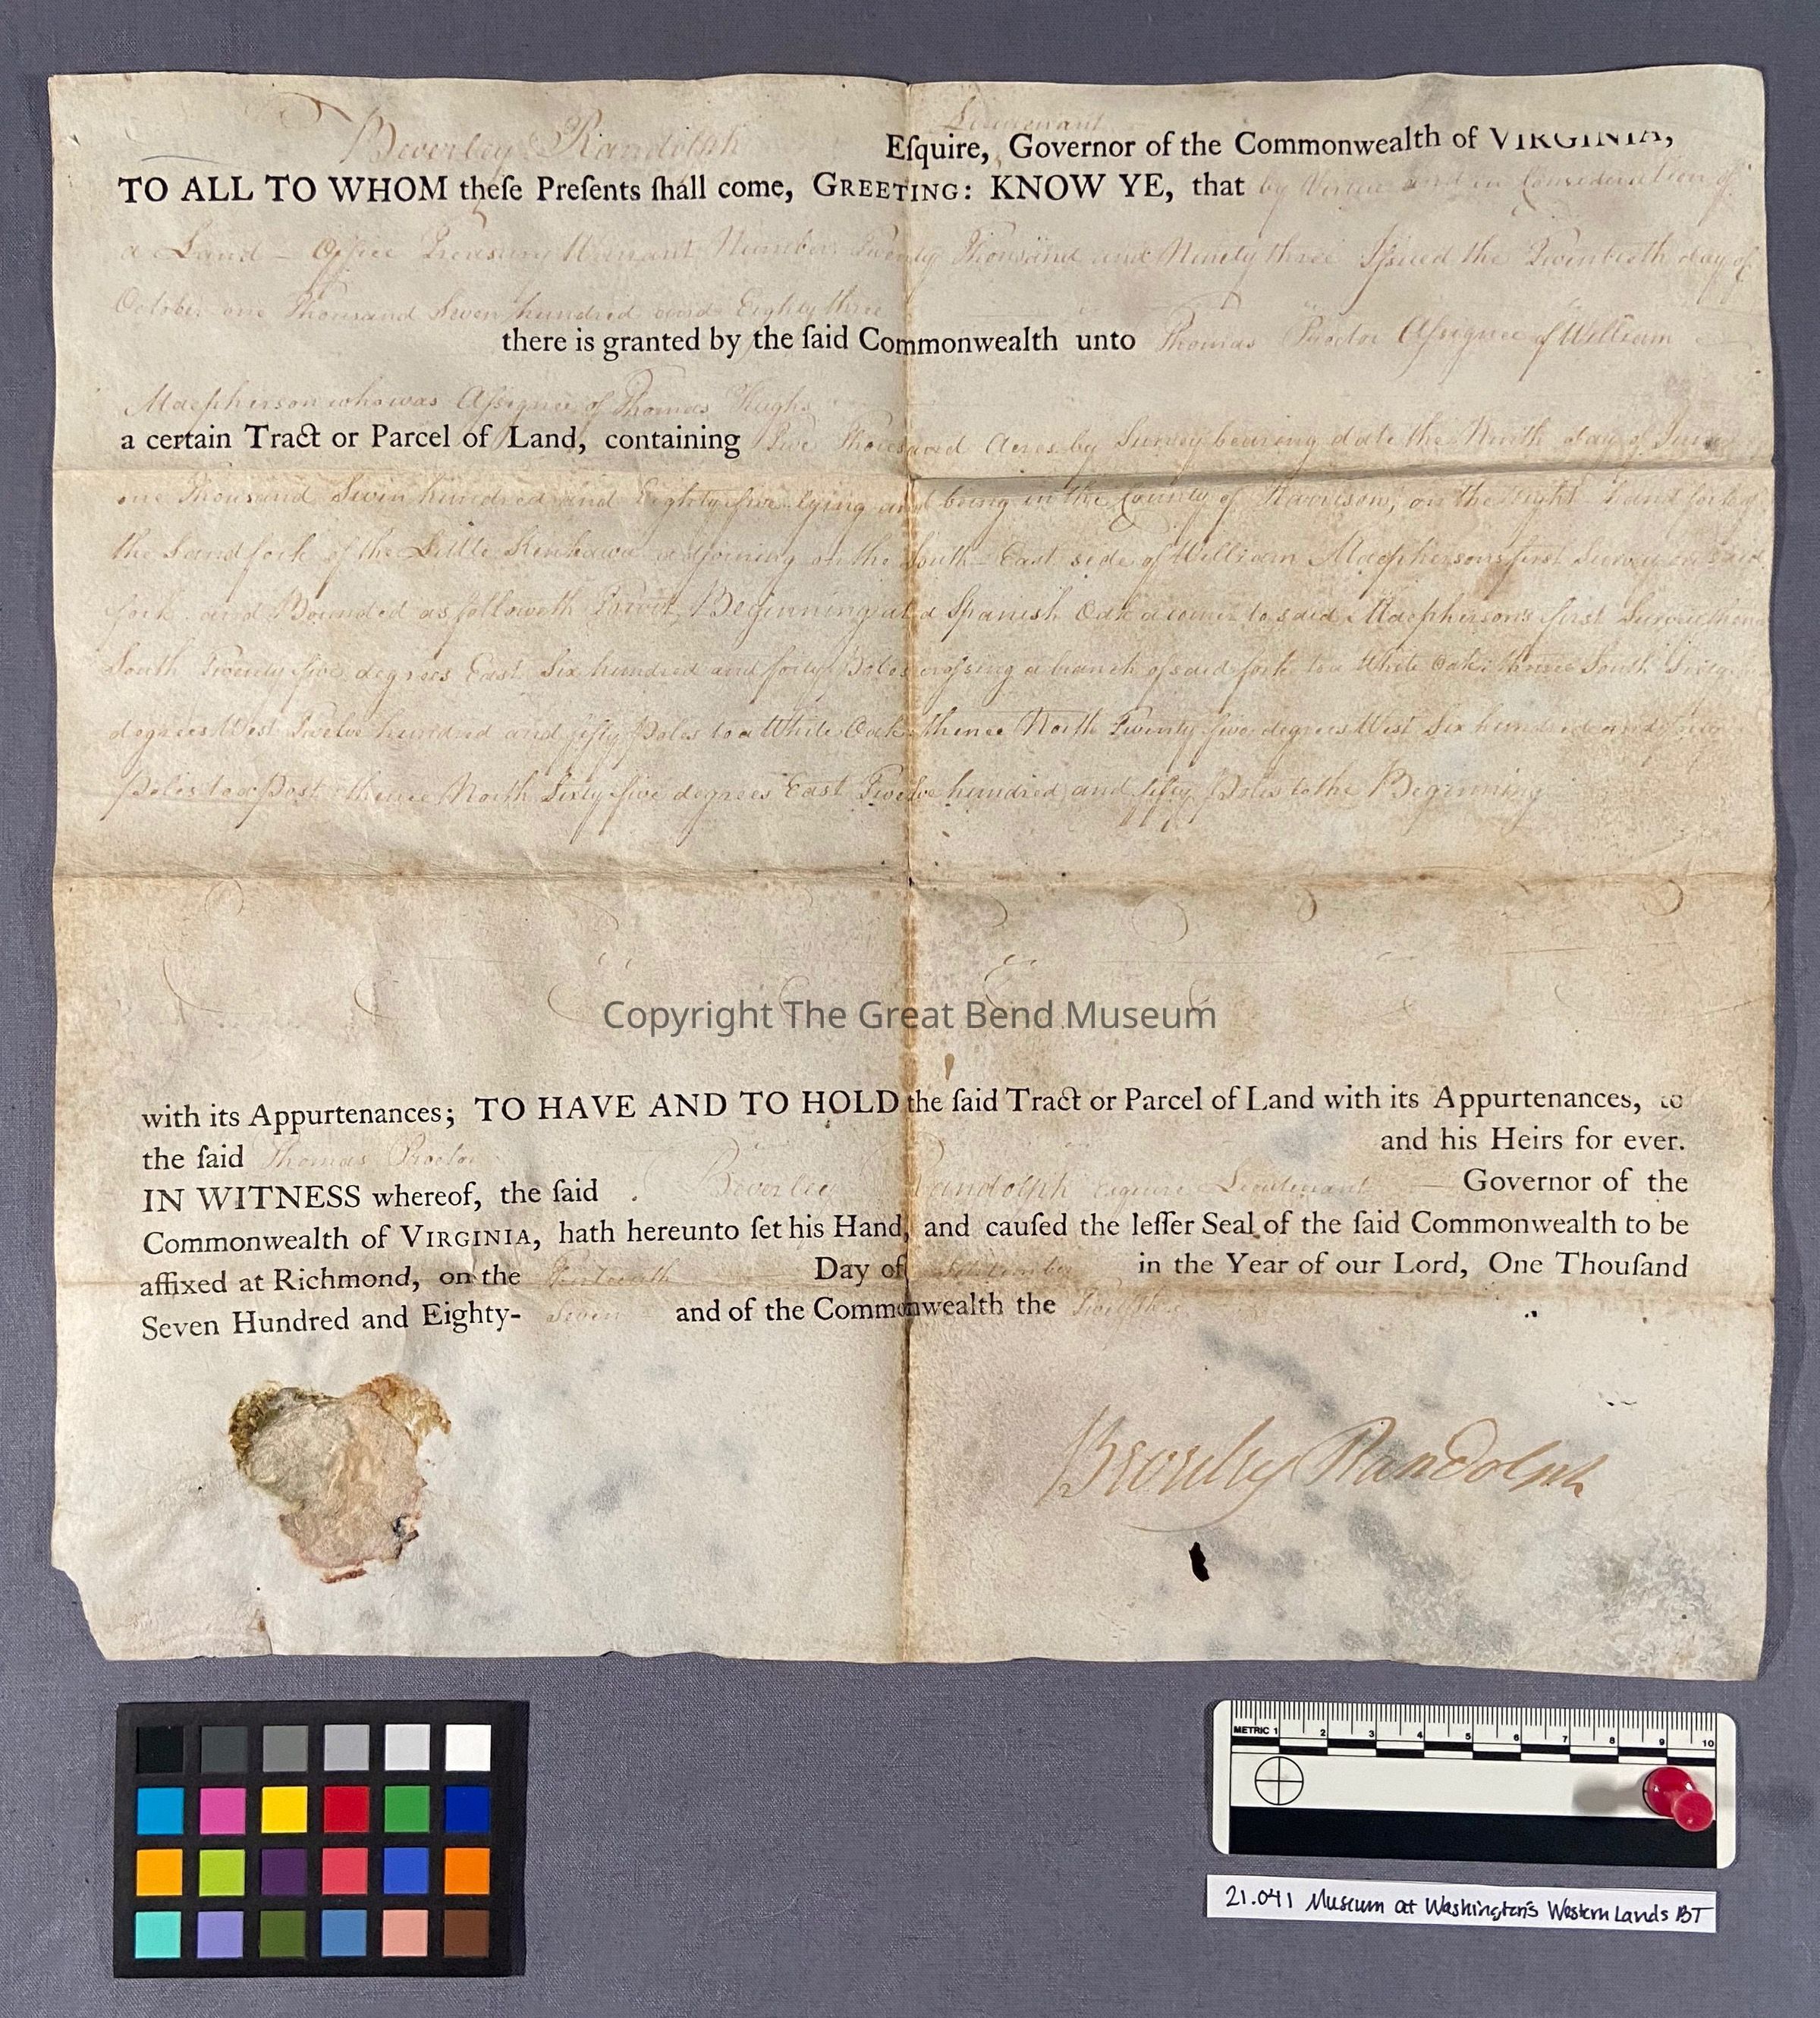 Beverley Randolph Lieutenant
Eſquire, Governor of the Commonwealth of VIRGINIA,
TO ALL TO WHOM theſe Preſents ſhall come, GREETING: KNOW YE, that by Virtue and in Consideration of
a Land - Office Treasury Warrant Number Twenty Thousand and Ninety three Iſsued the Twentieth day of
October one Thousand Seven hundred and Eighty three
there is granted by the ſaid Commonwealth unto Thomas Proctor Aſsignee of William
Macpherson who was Aſsignee of Thomas Hughs
a certain Tract or Parcel of Land, containing Five Thousand Acres by Survey bearing date the Ninth day of
one Thousand Seven hundred and Eighty five lying and being in the County of Harrison, on the right hand fork of
the Sand fork of the Little Kenhawa adjoining on the South-East side of William Macphersons first Survey on said
fork and Bounded as followeth Towit, Beginning at a Spanish Oak a corner to said Macpherson's first Survey thence
South Twenty five degrees East Six hundred and forty Poles croſsing a branch of said fork to a White Oak thence South Sixty
degrees West Twelve hundred and fifty Poles to a White Oak thence North Twenty five degrees West Six hundred and forty
Poles to a Post thence North Sixty five degrees East Twelve hundred and fifty Poles to the Beginning
Copyright The Great Bend Museum
with its Appurtenances; TO HAVE AND TO HOLD the ſaid Tract or Parcel of Land with its Appurtenances, to
the ſaid Thomas Proctor and his Heirs for ever.
IN WITNESS whereof, the ſaid Beverley Randolph esquire Lieutenant Governor of the
Commonwealth of VIRGINIA, hath hereunto ſet his Hand, and cauſed the leſſer Seal of the ſaid Commonwealth to be
affixed at Richmond, on the Day of in the Year of our Lord, One Thouſand
Seven Hundred and Eighty- seven and of the Commonwealth the Twelfth
Beverley Randolph
METRIC 1 2 3 4 5 6 7 8 9 10
21.041 Museum at Washington's Western Lands BT